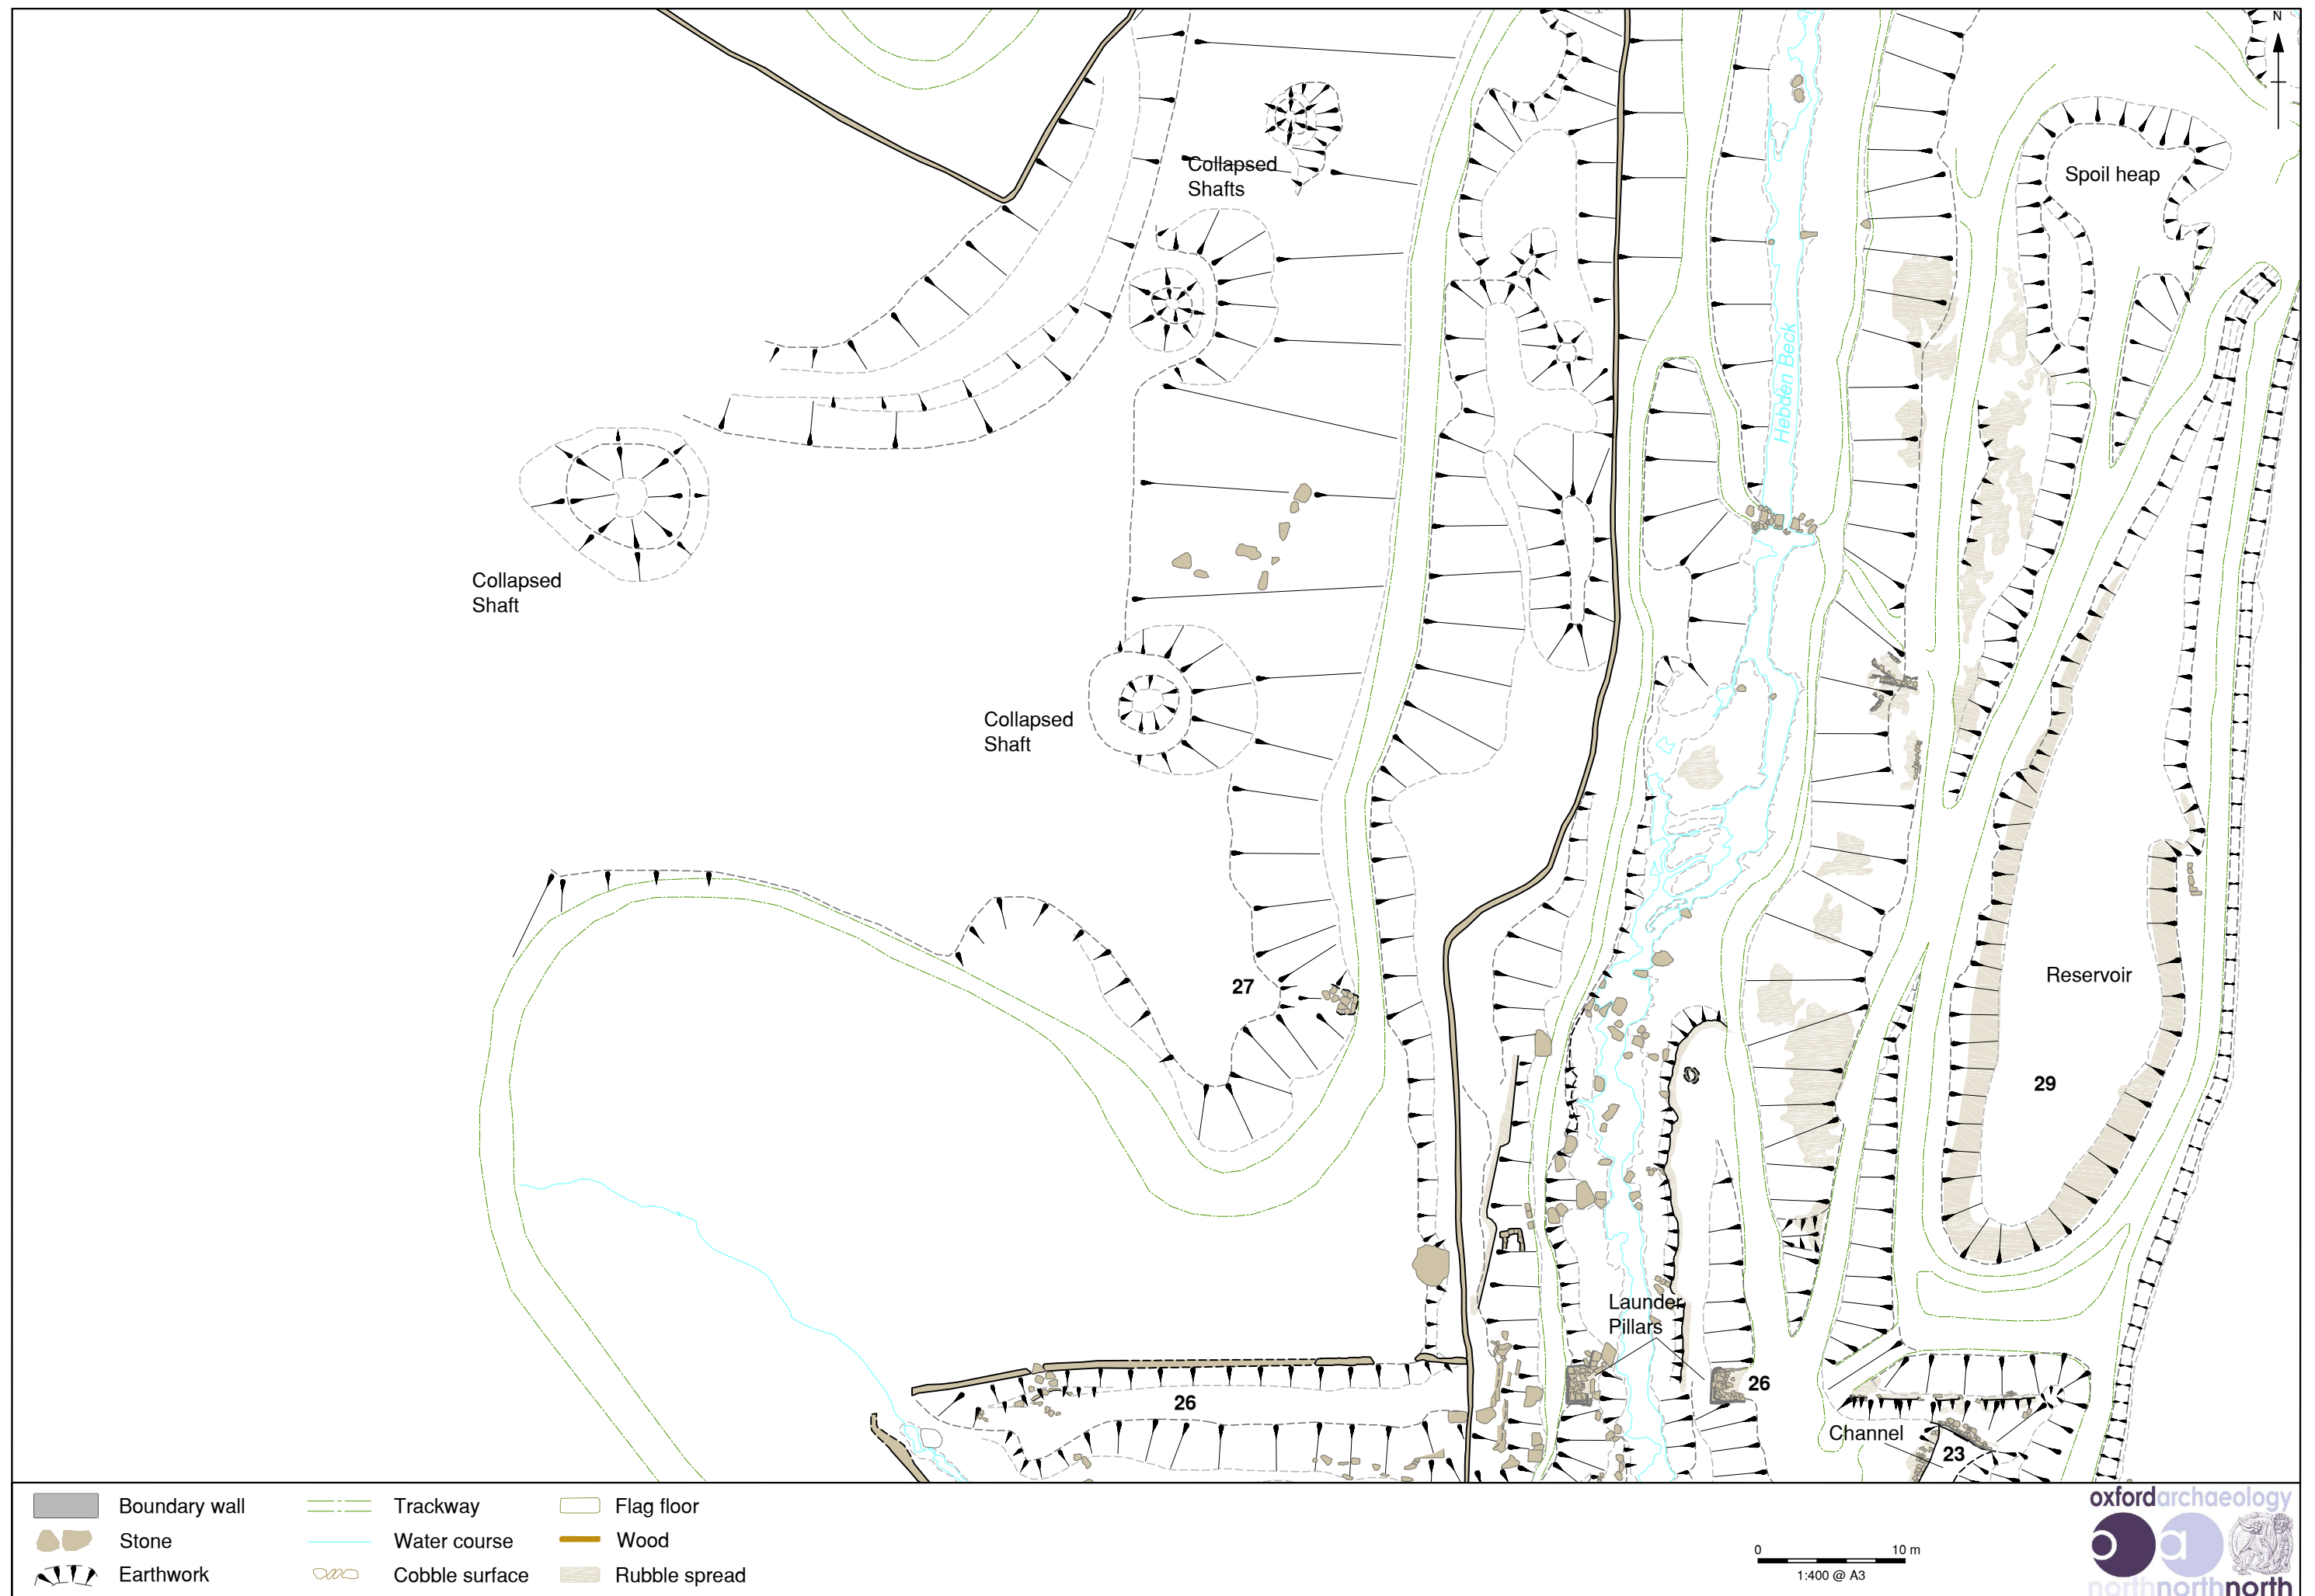 N
Collapsed
Shafts
Spoil heap
Hebden Beck
Collapsed
Shaft
Collapsed
Shaft
27
Reservoir
29
Launder
Pillars
26
26
Channel
23
Boundary wall
Trackway
Flag floor
Stone
Water course
Wood
Earthwork
Cobble surface
Rubble spread
0 10 m
1:400 @ A3
oxfordarchaeology
oa
northnorthnorth